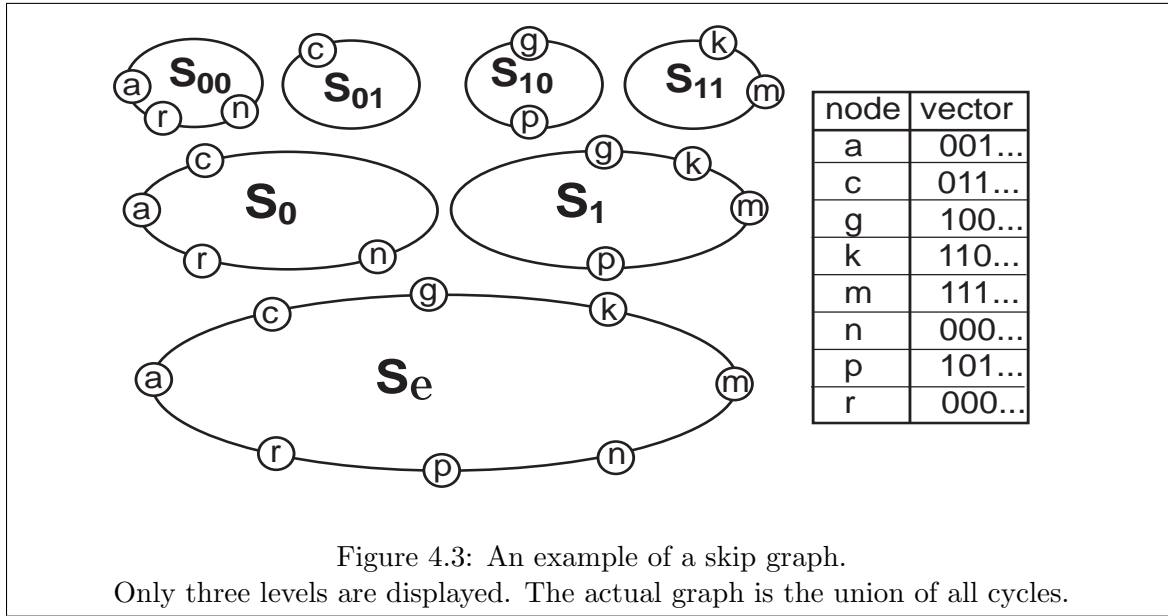 g
k
c
S00
S01
S10
S11
a
r
n
p
m
node vector
a 001...
c 011...
g 100...
k 110...
m 111...
n 000...
p 101...
r 000...
c
g
k
a
S0
S1
m
r
n
p
g
c
k
a
Se
m
r
p
n
Figure 4.3: An example of a skip graph.
Only three levels are displayed. The actual graph is the union of all cycles.